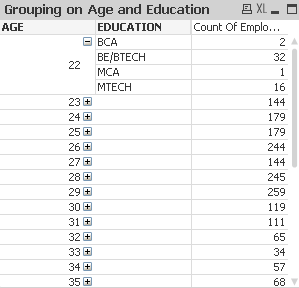 Grouping on Age and Education XL
AGE EDUCATION Count Of Emplo...
22 BCA 2
BE/BTECH 32
MCA 1
MTECH 16
23 144
24 179
25 179
26 244
27 144
28 245
29 259
30 119
31 111
32 65
33 34
34 57
35 68